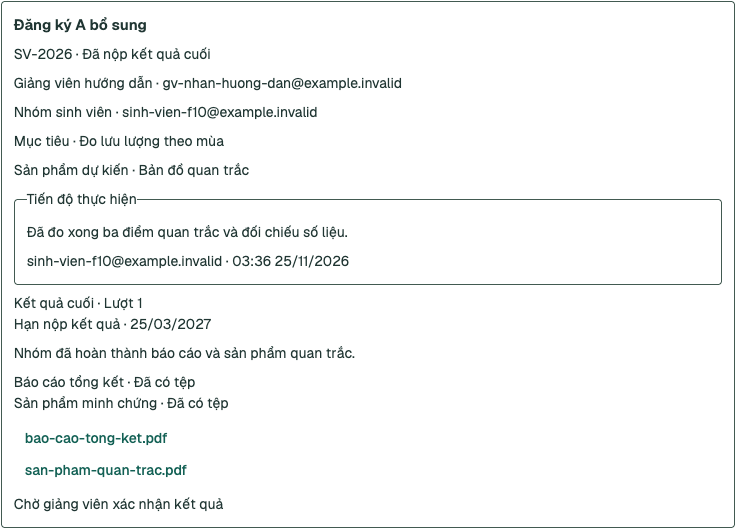 Đăng ký A bổ sung
SV-2026 · Đã nộp kết quả cuối
Giảng viên hướng dẫn · gv-nhan-huong-dan@example.invalid
Nhóm sinh viên · sinh-vien-f10@example.invalid
Mục tiêu · Đo lưu lượng theo mùa
Sản phẩm dự kiến · Bản đồ quan trắc
Tiến độ thực hiện
Đã đo xong ba điểm quan trắc và đối chiếu số liệu.
sinh-vien-f10@example.invalid · 03:36 25/11/2026
Kết quả cuối · Lượt 1
Hạn nộp kết quả · 25/03/2027
Nhóm đã hoàn thành báo cáo và sản phẩm quan trắc.
Báo cáo tổng kết · Đã có tệp
Sản phẩm minh chứng · Đã có tệp
bao-cao-tong-ket.pdf
san-pham-quan-trac.pdf
Chờ giảng viên xác nhận kết quả